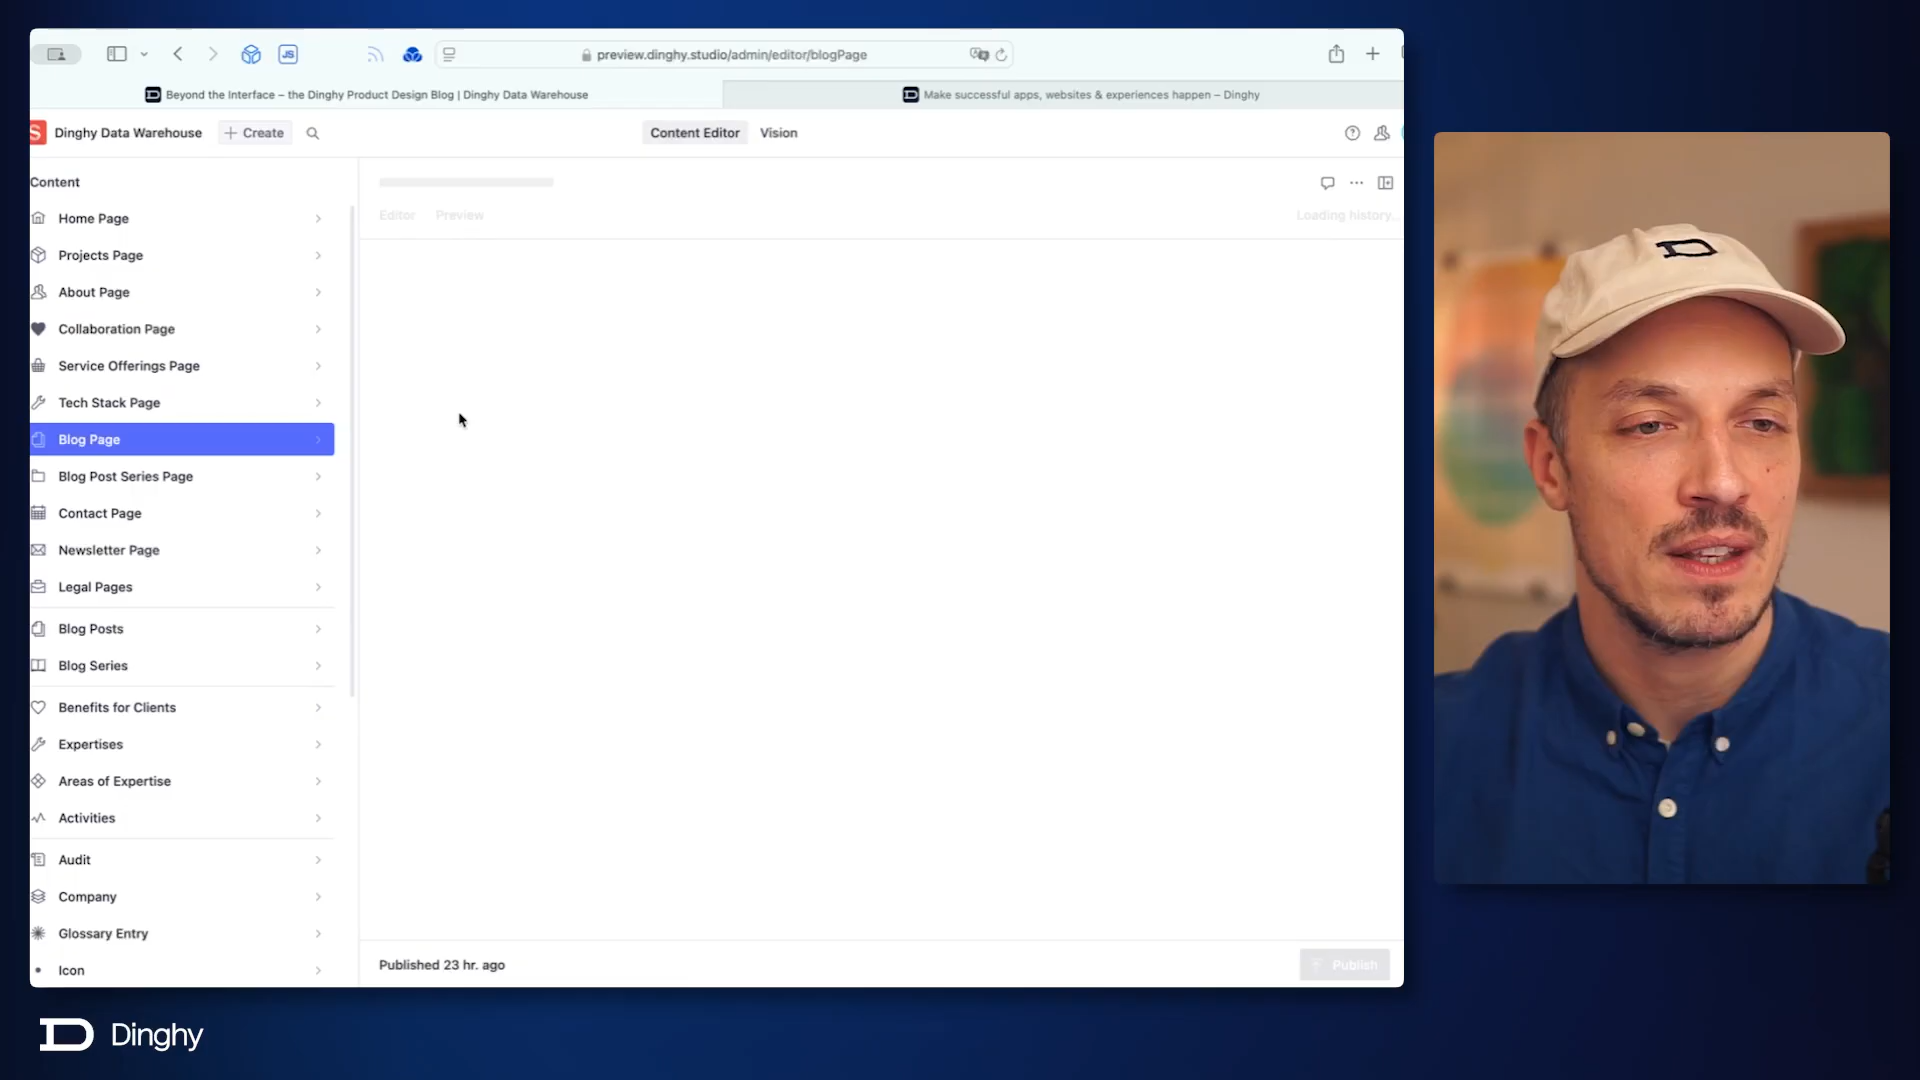 JS
preview.dinghy.studio/admin/editor/blogPage
Beyond the Interface – the Dinghy Product Design Blog | Dinghy Data Warehouse
Make successful apps, websites & experiences happen – Dinghy
S
Dinghy Data Warehouse
Create
Content Editor
Vision
Content
Home Page
Projects Page
About Page
Collaboration Page
Service Offerings Page
Tech Stack Page
Blog Page
Blog Post Series Page
Contact Page
Newsletter Page
Legal Pages
Blog Posts
Blog Series
Benefits for Clients
Expertises
Areas of Expertise
Activities
Audit
Company
Glossary Entry
Icon
Editor
Preview
Loading history...
Published 23 hr. ago
Publish
D
D Dinghy